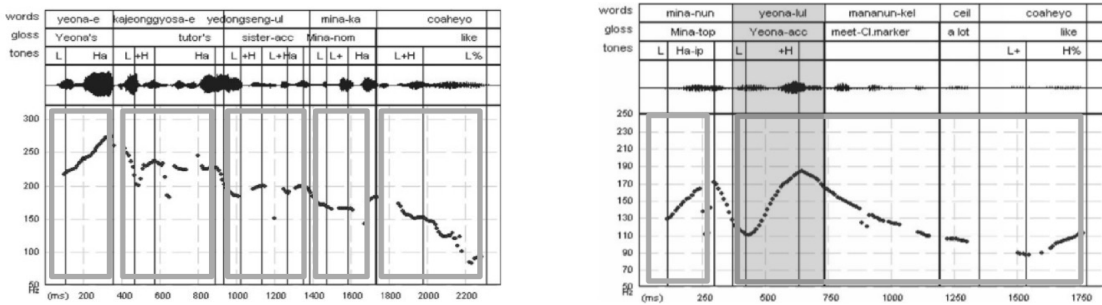 words yeona-e kajeonggyosa-e yedongseng-ul mina-ka coaheyo
gloss Yeona's tutor's sister-acc Mina-nom like
tones L Ha L +H Ha L +H L+Ha L L+ Ha L+H L%
300
250
200
150
100
50
Hz
(ms) 200 400 600 800 1000 1200 1400 1600 1800 2000 2200
words mina-nun yeona-lul mananun-kel ceil coaheyo
gloss Mina-top Yeona-acc meet-Cl.marker a lot like
tones L Ha-ip L +H L+ H%
250
230
210
190
170
150
130
110
90
70
50
Hz
(ms) 250 500 750 1000 1250 1500 1750